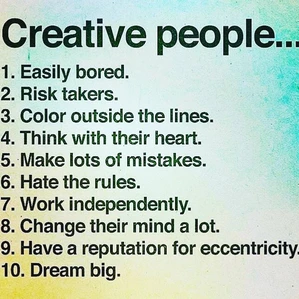 Creative people...
1. Easily bored.
2. Risk takers.
3. Color outside the lines.
4. Think with their heart.
5. Make lots of mistakes.
6. Hate the rules.
7. Work independently.
8. Change their mind a lot.
9. Have a reputation for eccentricity.
10. Dream big.